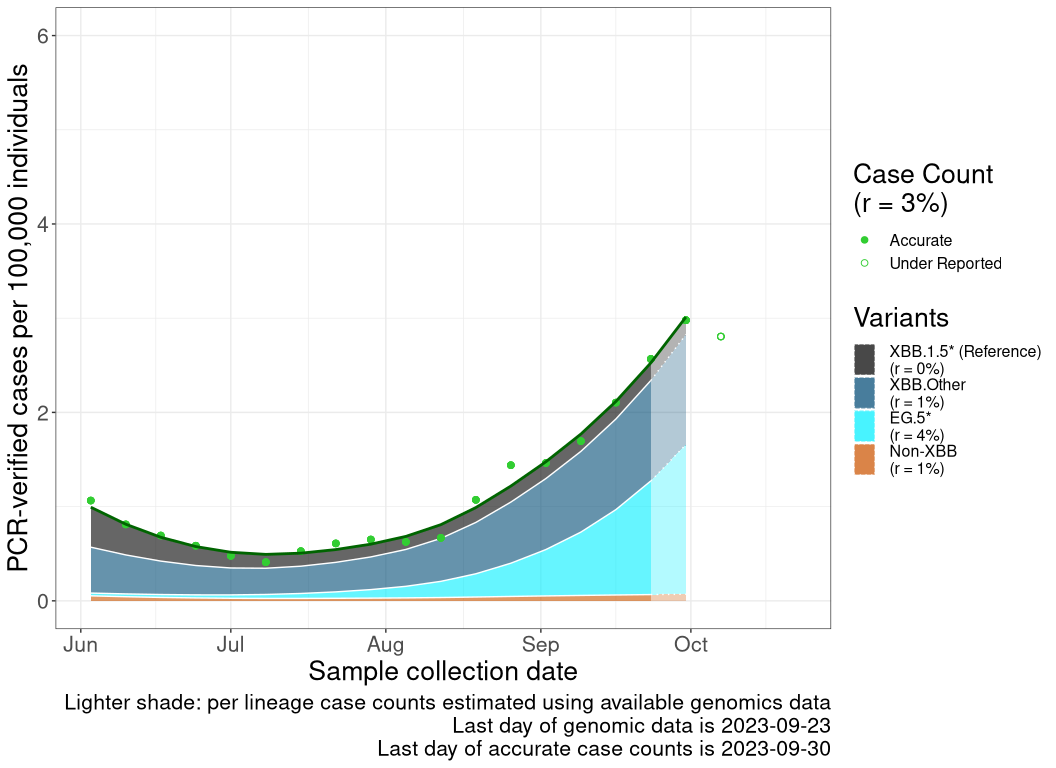 PCR-verified cases per 100,000 individuals
6
4
2
0
Jun Jul Aug Sep Oct
Sample collection date
Lighter shade: per lineage case counts estimated using available genomics data
Last day of genomic data is 2023-09-23
Last day of accurate case counts is 2023-09-30
Case Count
(r = 3%)
Accurate
Under Reported
Variants
XBB.1.5* (Reference)
(r = 0%)
XBB.Other
(r = 1%)
EG.5*
(r = 4%)
Non-XBB
(r = 1%)